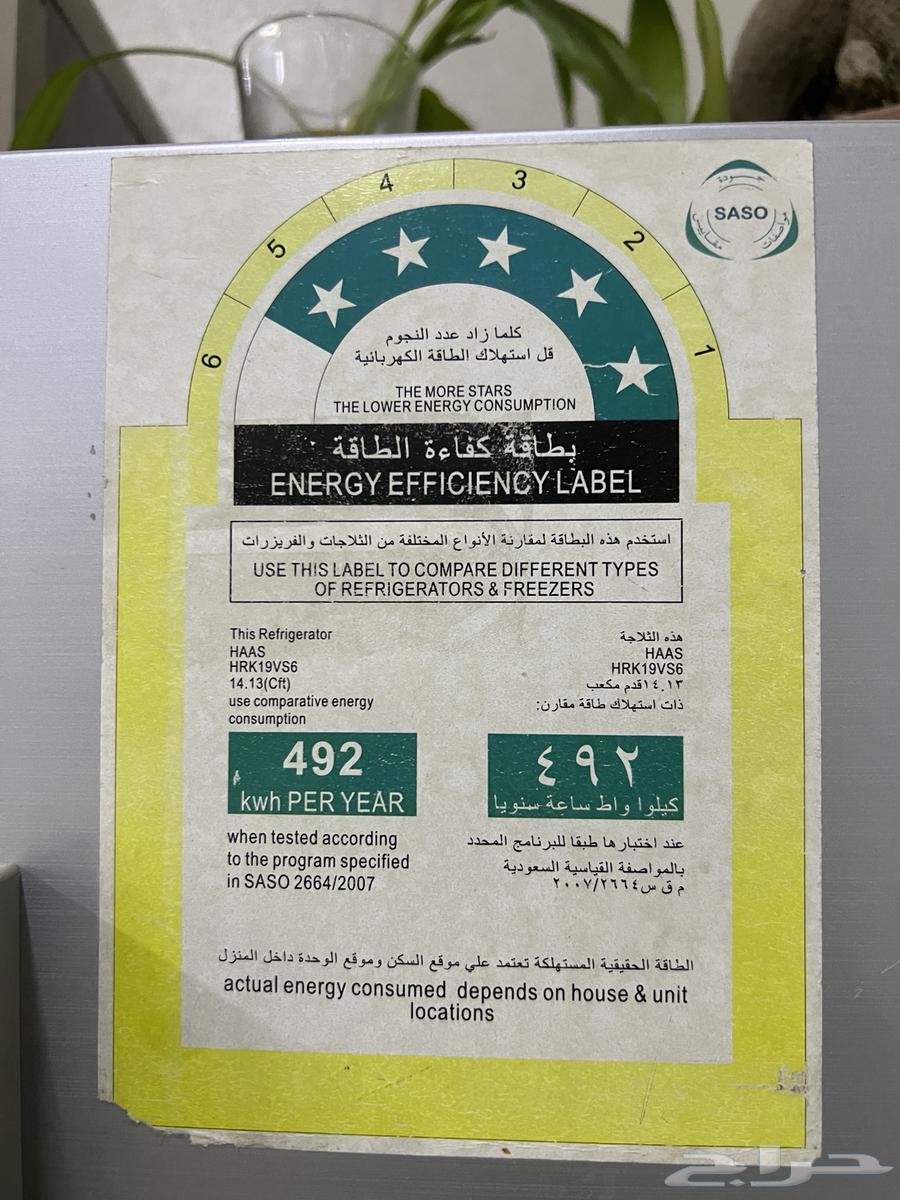 6
5
4
3
2
1
جودة
SASO
مواصفات
مقاييس
كلما زاد عدد النجوم
قل استهلاك الطاقة الكهربائية
THE MORE STARS
THE LOWER ENERGY CONSUMPTION
بطاقة كفاءة الطاقة
ENERGY EFFICIENCY LABEL
استخدم هذه البطاقة لمقارنة الأنواع المختلفة من الثلاجات والفريزرات
USE THIS LABEL TO COMPARE DIFFERENT TYPES
OF REFRIGERATORS & FREEZERS
This Refrigerator
HAAS
HRK19VS6
14.13(Cft)
use comparative energy
consumption
492
kwh PER YEAR
when tested according
to the program specified
in SASO 2664/2007
هذه الثلاجة
HAAS
HRK19VS6
١٤.١٣قدم مكعب
ذات استهلاك طاقة مقارن:
٤٩٢
كيلوا واط ساعة سنويا
عند اختبارها طبقا للبرنامج المحدد
بالمواصفة القياسية السعودية
م ق س٢٠٠٧/٢٦٦٤
الطاقة الحقيقية المستهلكة تعتمد علي موقع السكن وموقع الوحدة داخل المنزل
actual energy consumed depends on house & unit
locations
حراج